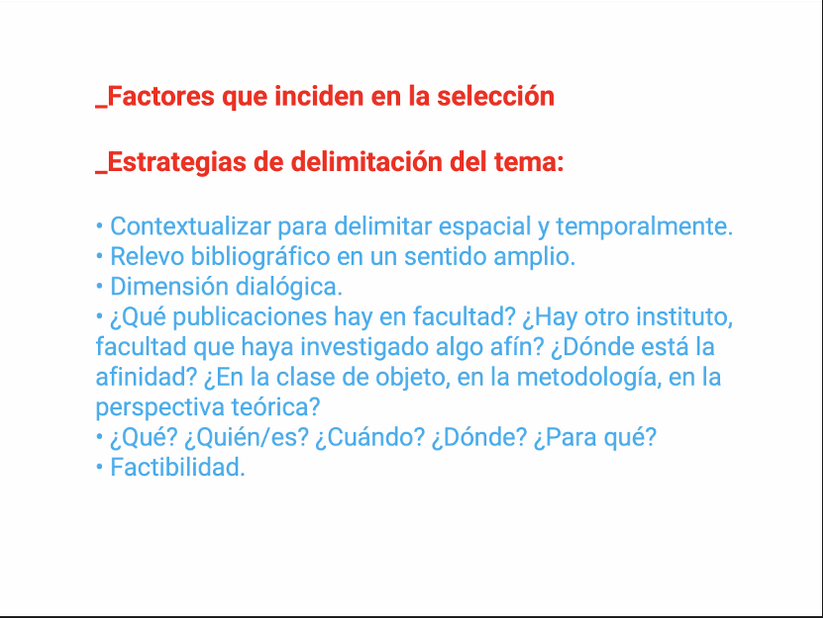 _Factores que inciden en la selección
_Estrategias de delimitación del tema:
• Contextualizar para delimitar espacial y temporalmente.
• Relevo bibliográfico en un sentido amplio.
• Dimensión dialógica.
• ¿Qué publicaciones hay en facultad? ¿Hay otro instituto,
facultad que haya investigado algo afín? ¿Dónde está la
afinidad? ¿En la clase de objeto, en la metodología, en la
perspectiva teórica?
• ¿Qué? ¿Quién/es? ¿Cuándo? ¿Dónde? ¿Para qué?
• Factibilidad.